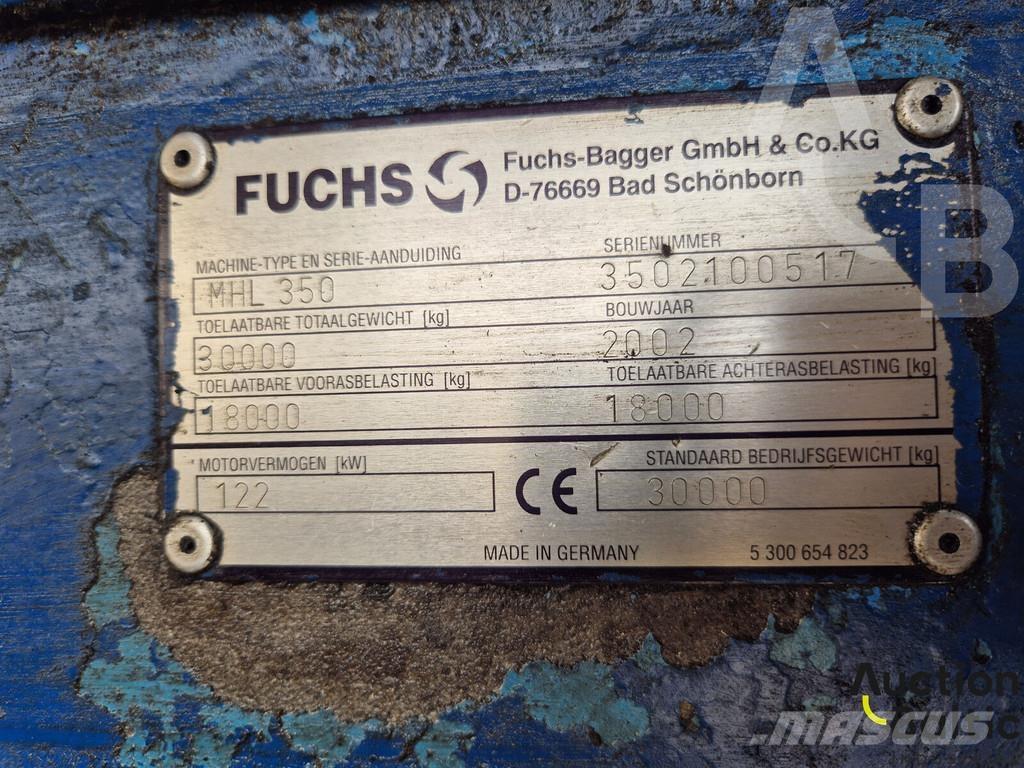 FUCHS
Fuchs-Bagger GmbH & Co.KG
D-76669 Bad Schönborn
MACHINE-TYPE EN SERIE-AANDUIDING SERIENUMMER
MHL 350 3502100517
TOELAATBARE TOTAALGEWICHT [kg] BOUWJAAR
30000 2002
TOELAATBARE VOORASBELASTING [kg] TOELAATBARE ACHTERASBELASTING [kg]
18000 18000
MOTORVERMOGEN [kW] STANDAARD BEDRIJFSGEWICHT [kg]
122 CE 30000
MADE IN GERMANY 5 300 654 823
A-B
Auction
mascus